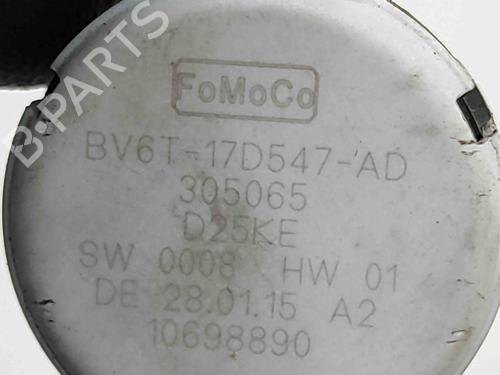 B-PARTS
FoMoCo
BV6T-17D547-AD
305065
D25KE
SW 0008 HW 01
DE 28.01.15 A2
10698890